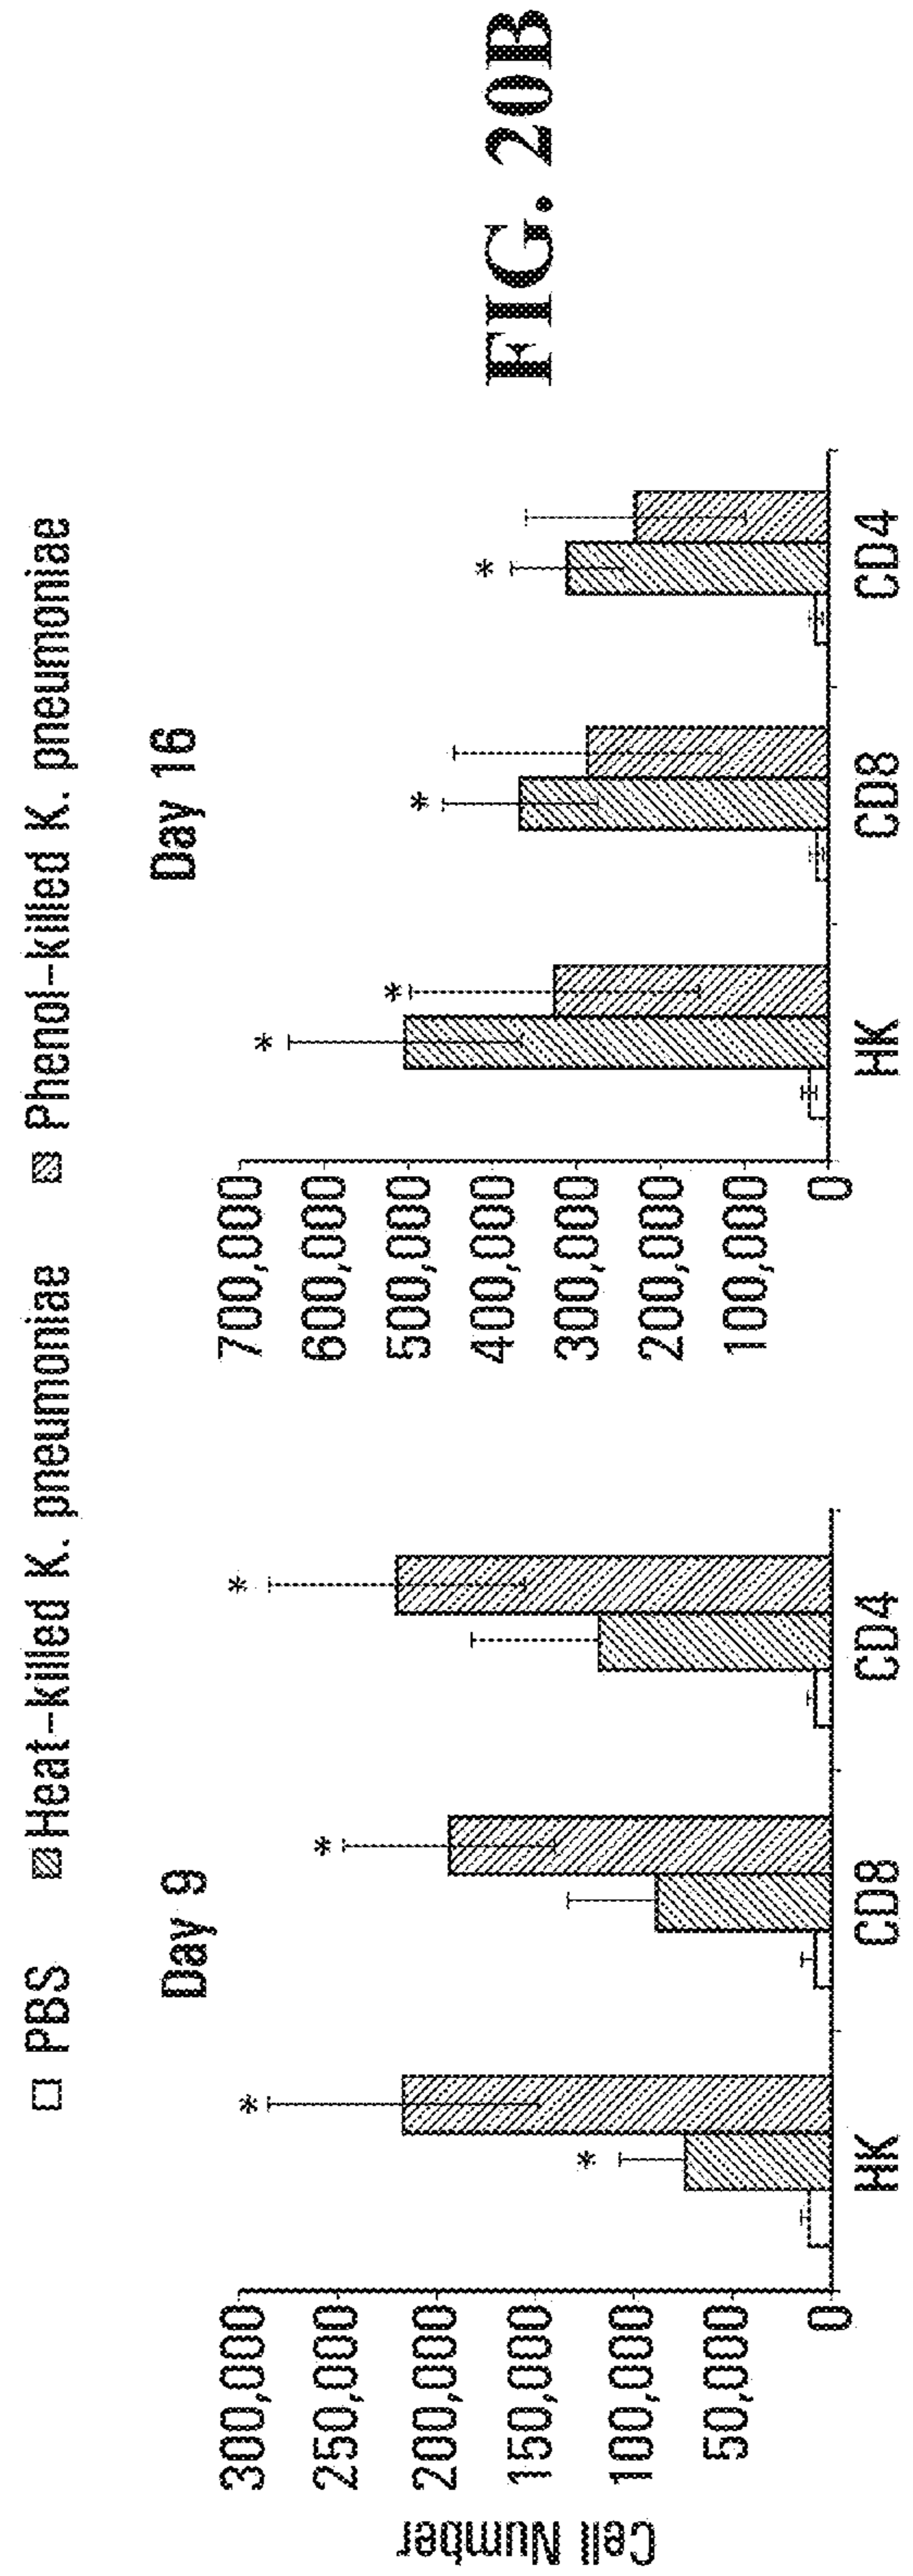 PBS Heat-killed K. pneumoniae Phenol-killed K. pneumoniae
Day 9
Cell Number
300,000
250,000
200,000
150,000
100,000
50,000
0
* * * *
HK CD8 CD4
Day 16
700,000
600,000
500,000
400,000
300,000
200,000
100,000
0
* * * *
HK CD8 CD4
FIG. 20B